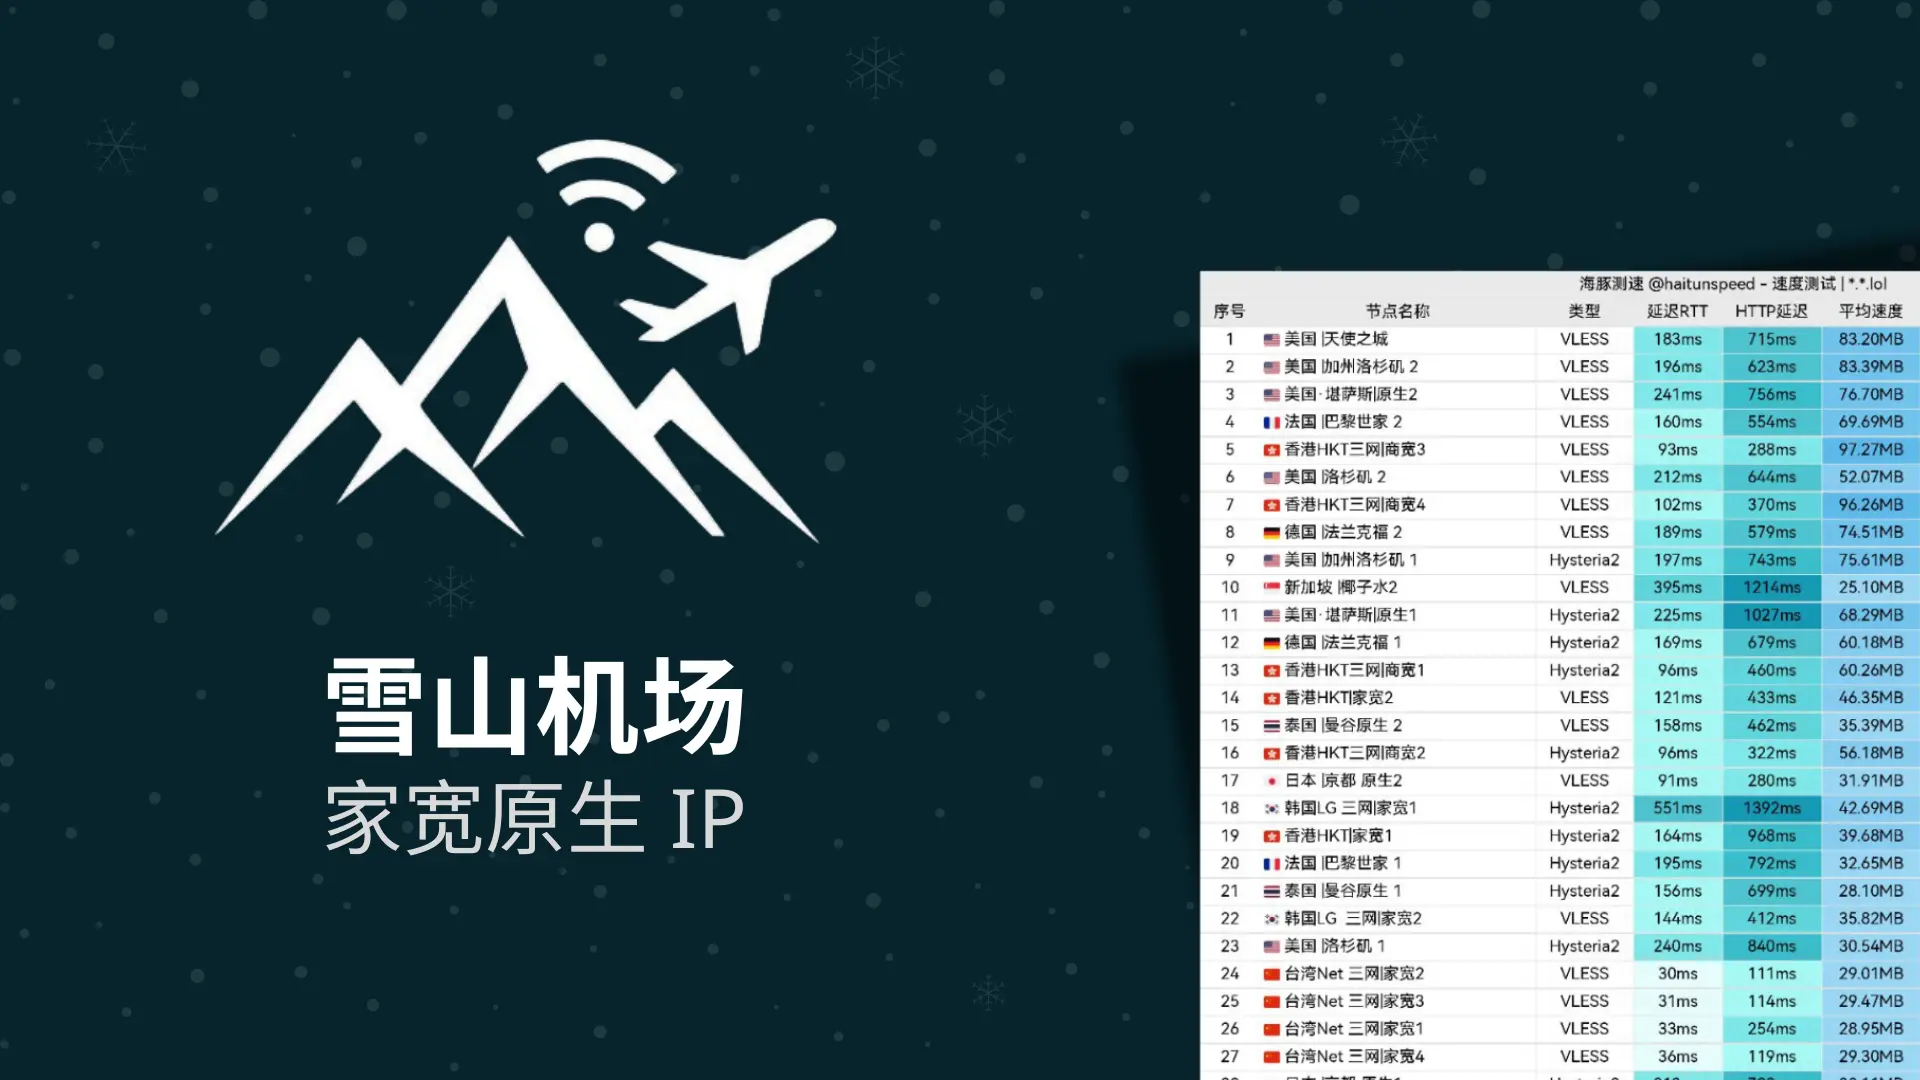 雪山机场
家宽原生 IP
海豚测速 @haitunspeed - 速度测试 | *.*.lol
序号 节点名称 类型 延迟RTT HTTP延迟 平均速度
1 美国 |天使之城 VLESS 183ms 715ms 83.20MB
2 美国 |加州洛杉矶 2 VLESS 196ms 623ms 83.39MB
3 美国·堪萨斯|原生2 VLESS 241ms 756ms 76.70MB
4 法国 |巴黎世家 2 VLESS 160ms 554ms 69.69MB
5 香港HKT三网|商宽3 VLESS 93ms 288ms 97.27MB
6 美国 |洛杉矶 2 VLESS 212ms 644ms 52.07MB
7 香港HKT三网|商宽4 VLESS 102ms 370ms 96.26MB
8 德国 |法兰克福 2 VLESS 189ms 579ms 74.51MB
9 美国 |加州洛杉矶 1 Hysteria2 197ms 743ms 75.61MB
10 新加坡 |椰子水2 VLESS 395ms 1214ms 25.10MB
11 美国·堪萨斯|原生1 Hysteria2 225ms 1027ms 68.29MB
12 德国 |法兰克福 1 Hysteria2 169ms 679ms 60.18MB
13 香港HKT三网|商宽1 Hysteria2 96ms 460ms 60.26MB
14 香港HKT|家宽2 VLESS 121ms 433ms 46.35MB
15 泰国 |曼谷原生 2 VLESS 158ms 462ms 35.39MB
16 香港HKT三网|商宽2 Hysteria2 96ms 322ms 56.18MB
17 日本 |京都 原生2 VLESS 91ms 280ms 31.91MB
18 韩国LG 三网|家宽1 Hysteria2 551ms 1392ms 42.69MB
19 香港HKT|家宽1 Hysteria2 164ms 968ms 39.68MB
20 法国 |巴黎世家 1 Hysteria2 195ms 792ms 32.65MB
21 泰国 |曼谷原生 1 Hysteria2 156ms 699ms 28.10MB
22 韩国LG 三网|家宽2 VLESS 144ms 412ms 35.82MB
23 美国 |洛杉矶 1 Hysteria2 240ms 840ms 30.54MB
24 台湾Net 三网|家宽2 VLESS 30ms 111ms 29.01MB
25 台湾Net 三网|家宽3 VLESS 31ms 114ms 29.47MB
26 台湾Net 三网|家宽1 VLESS 33ms 254ms 28.95MB
27 台湾Net 三网|家宽4 VLESS 36ms 119ms 29.30MB